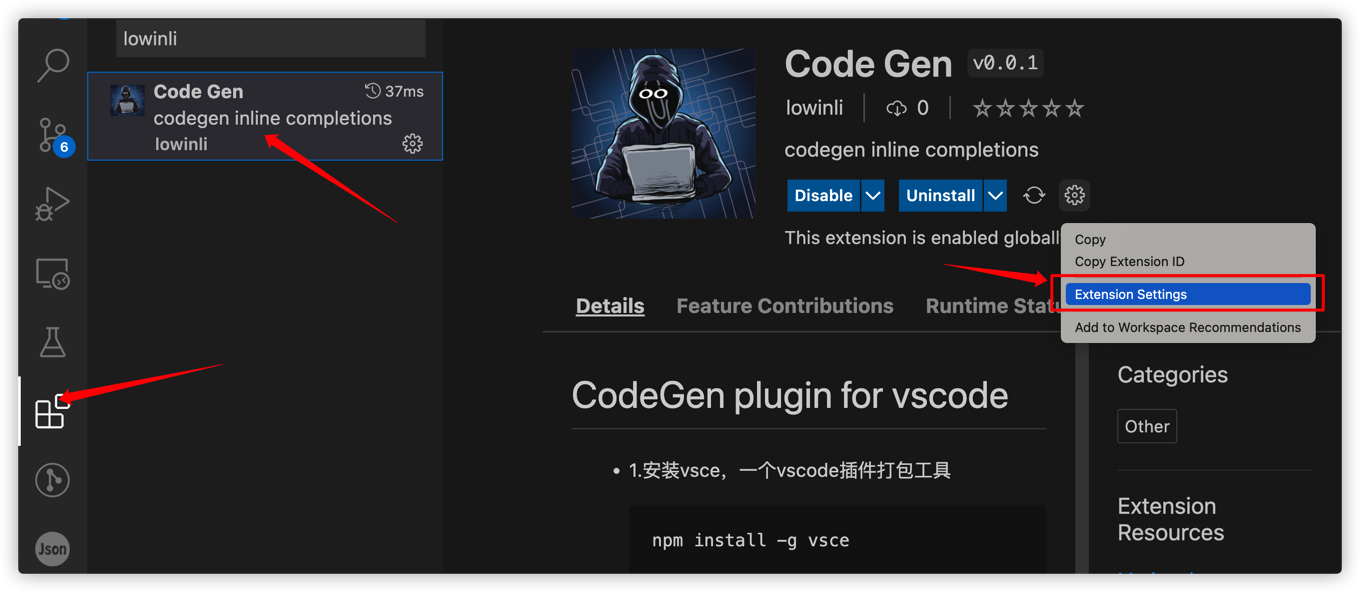 lowinli
Code Gen
37ms
codegen inline completions
lowinli
6
Json
Code Gen
v0.0.1
lowinli
0
codegen inline completions
Disable
Uninstall
This extension is enabled globall
Copy
Copy Extension ID
Extension Settings
Add to Workspace Recommendations
Details
Feature Contributions
Runtime Statu
CodeGen plugin for vscode
• 1.安装vsce，一个vscode插件打包工具
npm install -g vsce
Categories
Other
Extension
Resources